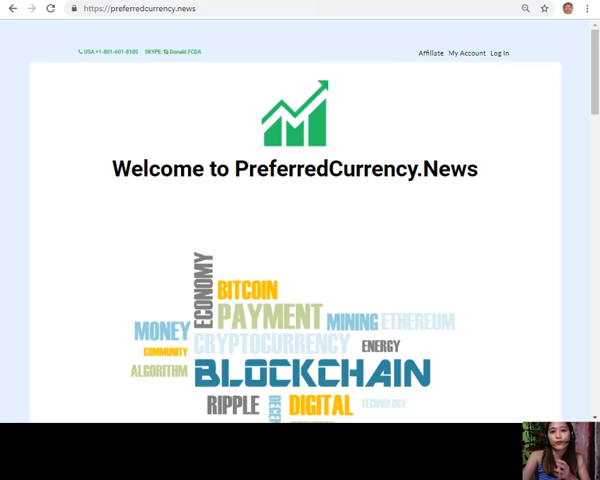 https://preferredcurrency.news
USA +1-801-601-8105 SKYPE: Donald.FCDA
Affiliate My Account Log In
Welcome to PreferredCurrency.News
ECONOMY
BITCOIN
PAYMENT
MONEY
MINING ETHEREUM
COMMUNITY
CRYPTOCURRENCY
ENERGY
ALGORITHM
BLOCKCHAIN
RIPPLE
DIGITAL
TECHNOLOGY